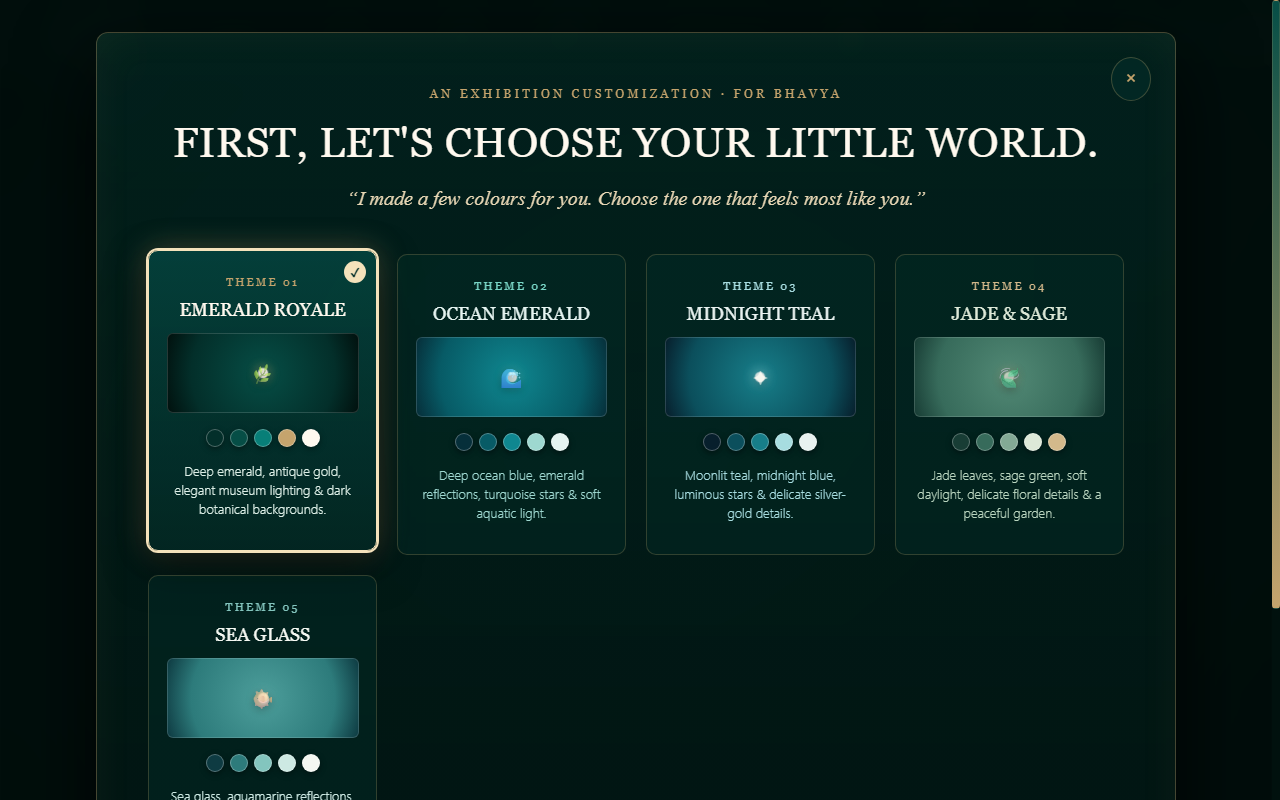 AN EXHIBITION CUSTOMIZATION · FOR BHAVYA
FIRST, LET'S CHOOSE YOUR LITTLE WORLD.
“I made a few colours for you. Choose the one that feels most like you.”
THEME 01
EMERALD ROYALE
Deep emerald, antique gold,
elegant museum lighting & dark
botanical backgrounds.
THEME 02
OCEAN EMERALD
Deep ocean blue, emerald
reflections, turquoise stars & soft
aquatic light.
THEME 03
MIDNIGHT TEAL
Moonlit teal, midnight blue,
luminous stars & delicate silver-
gold details.
THEME 04
JADE & SAGE
Jade leaves, sage green, soft
daylight, delicate floral details & a
peaceful garden.
THEME 05
SEA GLASS
Sea glass, aquamarine reflections